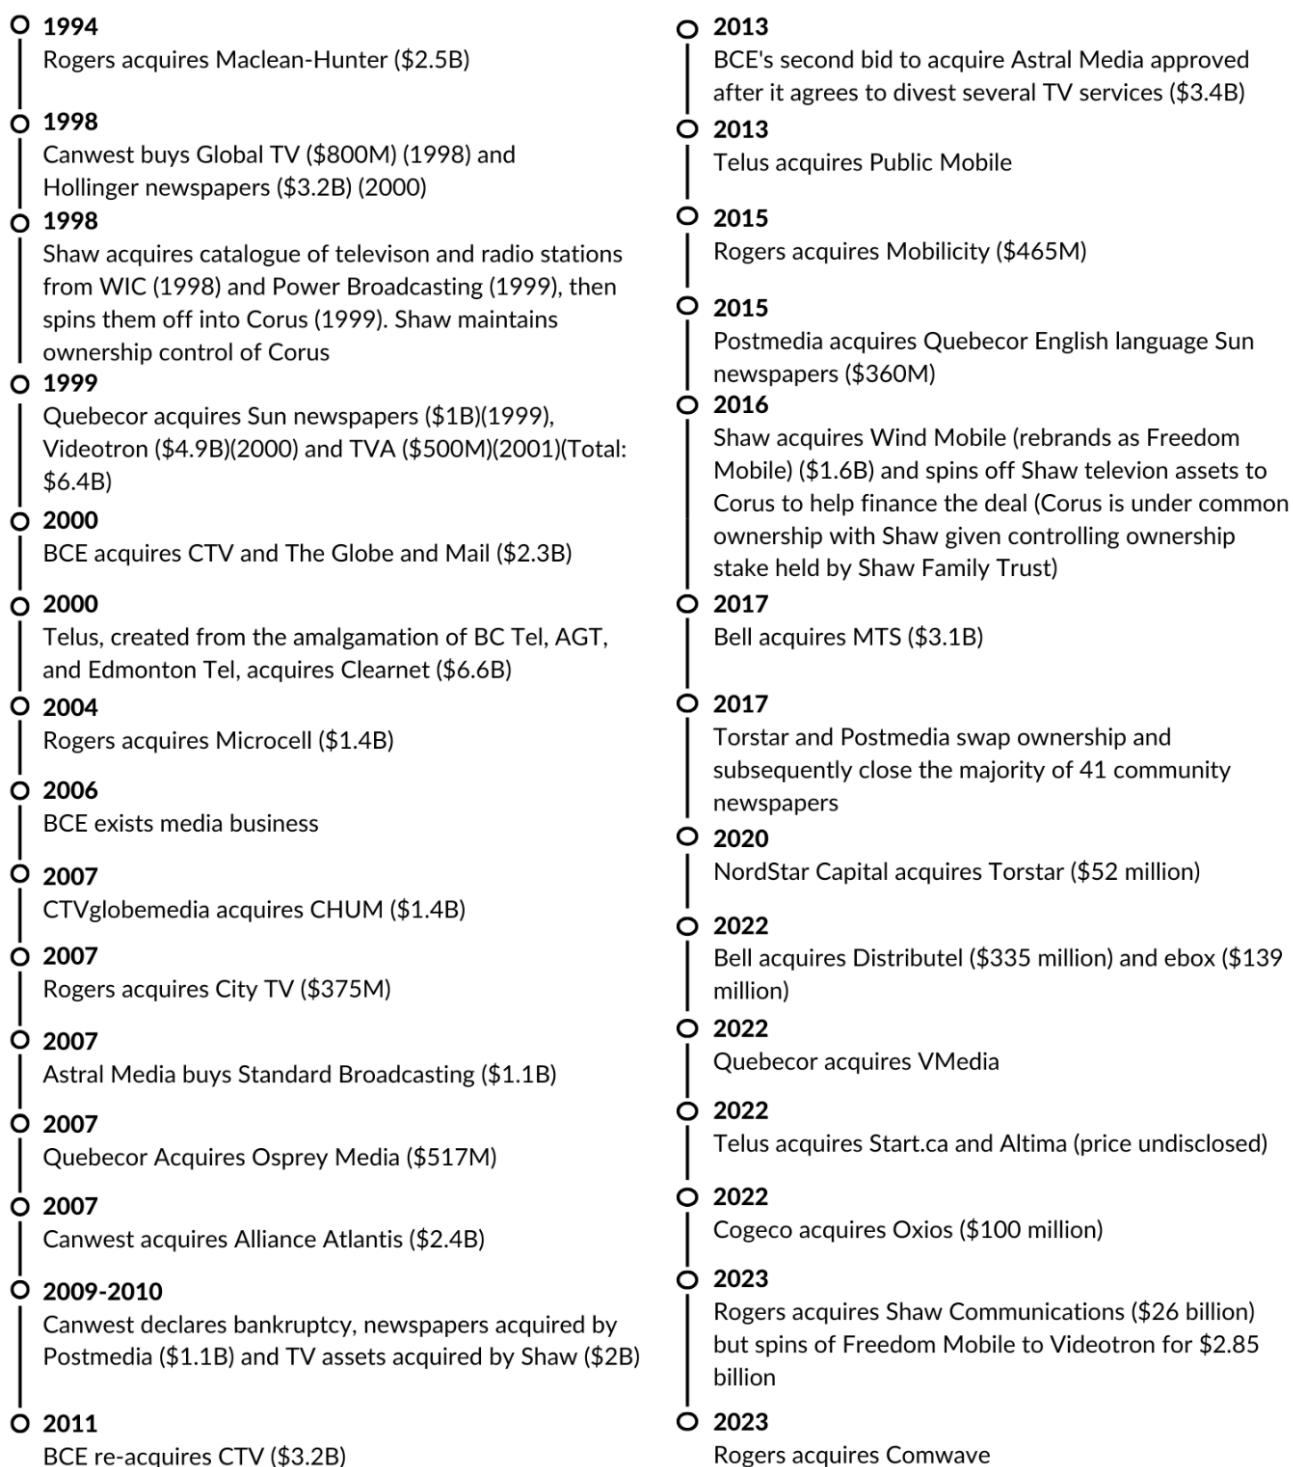 1994
Rogers acquires Maclean-Hunter ($2.5B)
1998
Canwest buys Global TV ($800M) (1998) and
Hollinger newspapers ($3.2B) (2000)
1998
Shaw acquires catalogue of televison and radio stations
from WIC (1998) and Power Broadcasting (1999), then
spins them off into Corus (1999). Shaw maintains
ownership control of Corus
1999
Quebecor acquires Sun newspapers ($1B)(1999),
Videotron ($4.9B)(2000) and TVA ($500M)(2001)(Total:
$6.4B)
2000
BCE acquires CTV and The Globe and Mail ($2.3B)
2000
Telus, created from the amalgamation of BC Tel, AGT,
and Edmonton Tel, acquires Clearnet ($6.6B)
2004
Rogers acquires Microcell ($1.4B)
2006
BCE exists media business
2007
CTVglobemedia acquires CHUM ($1.4B)
2007
Rogers acquires City TV ($375M)
2007
Astral Media buys Standard Broadcasting ($1.1B)
2007
Quebecor Acquires Osprey Media ($517M)
2007
Canwest acquires Alliance Atlantis ($2.4B)
2009-2010
Canwest declares bankruptcy, newspapers acquired by
Postmedia ($1.1B) and TV assets acquired by Shaw ($2B)
2011
BCE re-acquires CTV ($3.2B)
2013
BCE's second bid to acquire Astral Media approved
after it agrees to divest several TV services ($3.4B)
2013
Telus acquires Public Mobile
2015
Rogers acquires Mobilicity ($465M)
2015
Postmedia acquires Quebecor English language Sun
newspapers ($360M)
2016
Shaw acquires Wind Mobile (rebrands as Freedom
Mobile) ($1.6B) and spins off Shaw televion assets to
Corus to help finance the deal (Corus is under common
ownership with Shaw given controlling ownership
stake held by Shaw Family Trust)
2017
Bell acquires MTS ($3.1B)
2017
Torstar and Postmedia swap ownership and
subsequently close the majority of 41 community
newspapers
2020
NordStar Capital acquires Torstar ($52 million)
2022
Bell acquires Distributel ($335 million) and ebox ($139
million)
2022
Quebecor acquires VMedia
2022
Telus acquires Start.ca and Altima (price undisclosed)
2022
Cogeco acquires Oxios ($100 million)
2023
Rogers acquires Shaw Communications ($26 billion)
but spins of Freedom Mobile to Videotron for $2.85
billion
2023
Rogers acquires Comwave